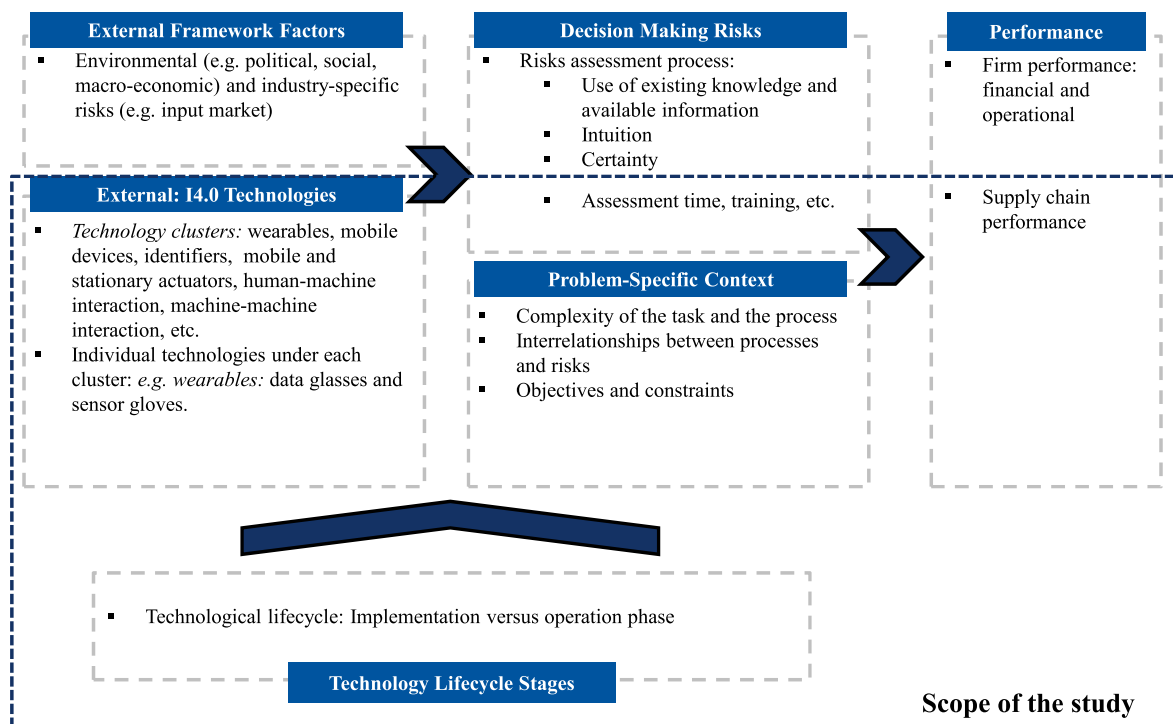 External Framework Factors
▪ Environmental (e.g. political, social,
macro-economic) and industry-specific
risks (e.g. input market)
External: I4.0 Technologies
▪ Technology clusters: wearables, mobile
devices, identifiers, mobile and
stationary actuators, human-machine
interaction, machine-machine
interaction, etc.
▪ Individual technologies under each
cluster: e.g. wearables: data glasses and
sensor gloves.
Decision Making Risks
▪ Risks assessment process:
▪ Use of existing knowledge and
available information
▪ Intuition
▪ Certainty
▪ Assessment time, training, etc.
Problem-Specific Context
▪ Complexity of the task and the process
▪ Interrelationships between processes
and risks
▪ Objectives and constraints
Performance
▪ Firm performance:
financial and
operational
▪ Supply chain
performance
▪ Technological lifecycle: Implementation versus operation phase
Technology Lifecycle Stages
Scope of the study